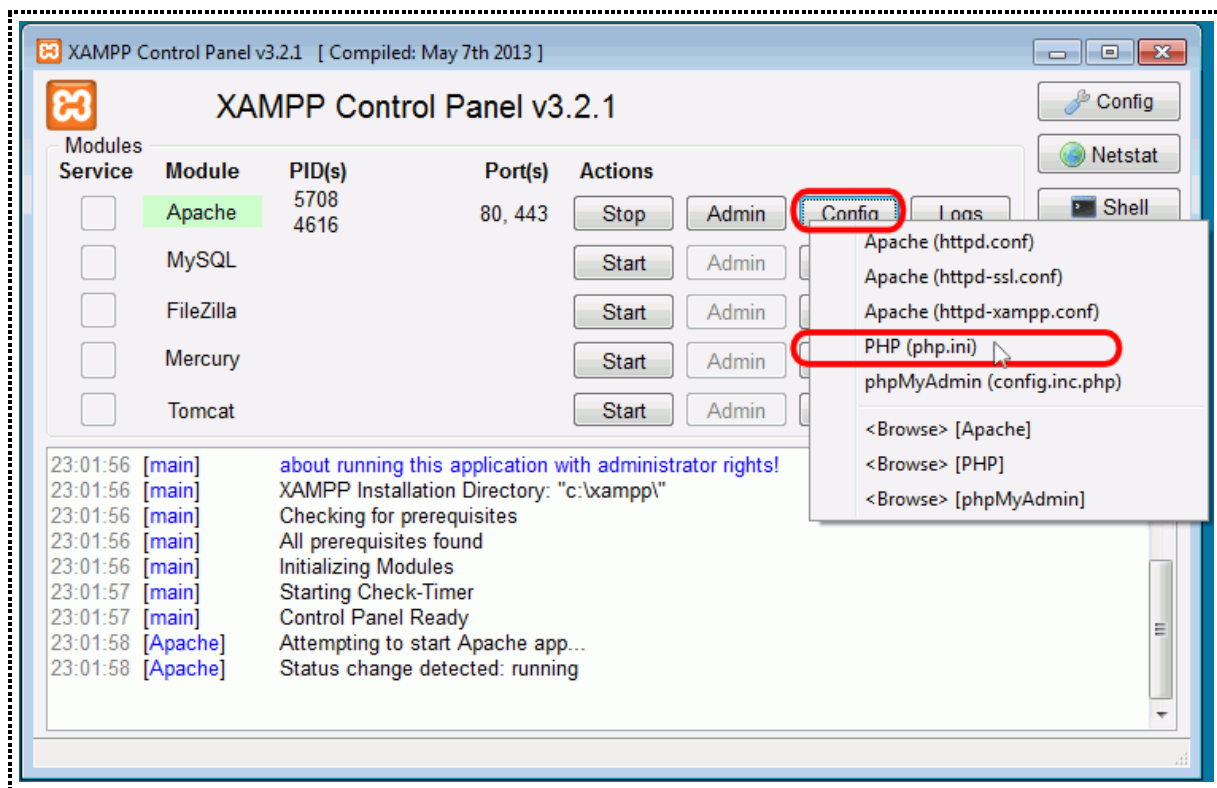 XAMPP Control Panel v3.2.1 [ Compiled: May 7th 2013 ]
XAMPP Control Panel v3.2.1
Config
Modules
Netstat
Service Module PID(s) Port(s) Actions
Shell
Apache 5708 80, 443 Stop Admin Config Logs
4616
MySQL Start Admin
FileZilla Start Admin
Mercury Start Admin
Tomcat Start Admin
Apache (httpd.conf)
Apache (httpd-ssl.conf)
Apache (httpd-xampp.conf)
PHP (php.ini)
phpMyAdmin (config.inc.php)
<Browse> [Apache]
<Browse> [PHP]
<Browse> [phpMyAdmin]
23:01:56 [main] about running this application with administrator rights!
23:01:56 [main] XAMPP Installation Directory: "c:\xampp\"
23:01:56 [main] Checking for prerequisites
23:01:56 [main] All prerequisites found
23:01:56 [main] Initializing Modules
23:01:57 [main] Starting Check-Timer
23:01:57 [main] Control Panel Ready
23:01:58 [Apache] Attempting to start Apache app...
23:01:58 [Apache] Status change detected: running